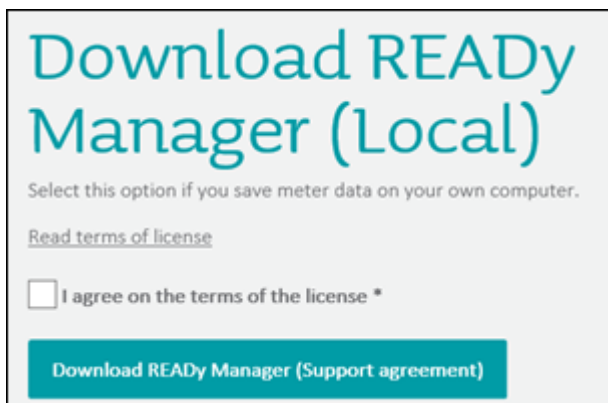 Download READy
Manager (Local)
Select this option if you save meter data on your own computer.
Read terms of license
I agree on the terms of the license *
Download READy Manager (Support agreement)